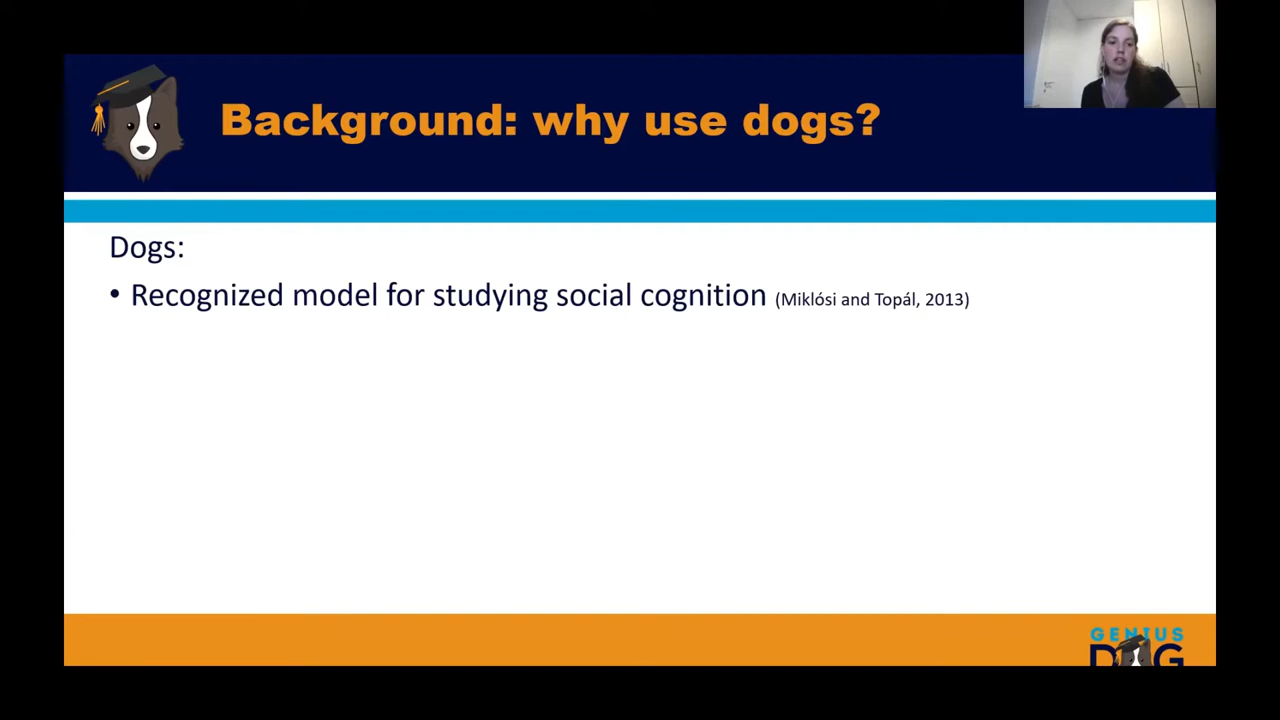 Background: why use dogs?
Dogs:
• Recognized model for studying social cognition (Miklósi and Topál, 2013)
GENIUS
DOG